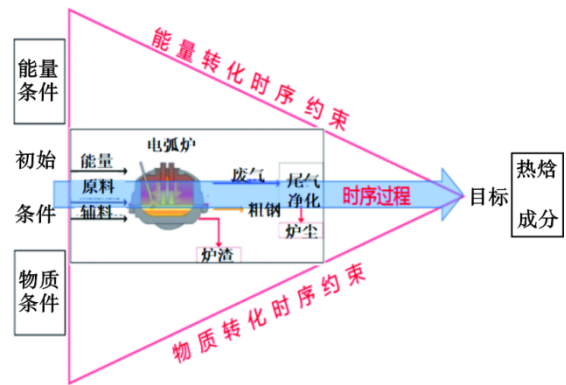 能量转化时序约束
能量
条件
初始
条件
物质
条件
电弧炉
能量
原料
辅料
废气
尾气
净化
粗钢
炉尘
炉渣
时序过程
目标
热焓
成分
物质转化时序约束